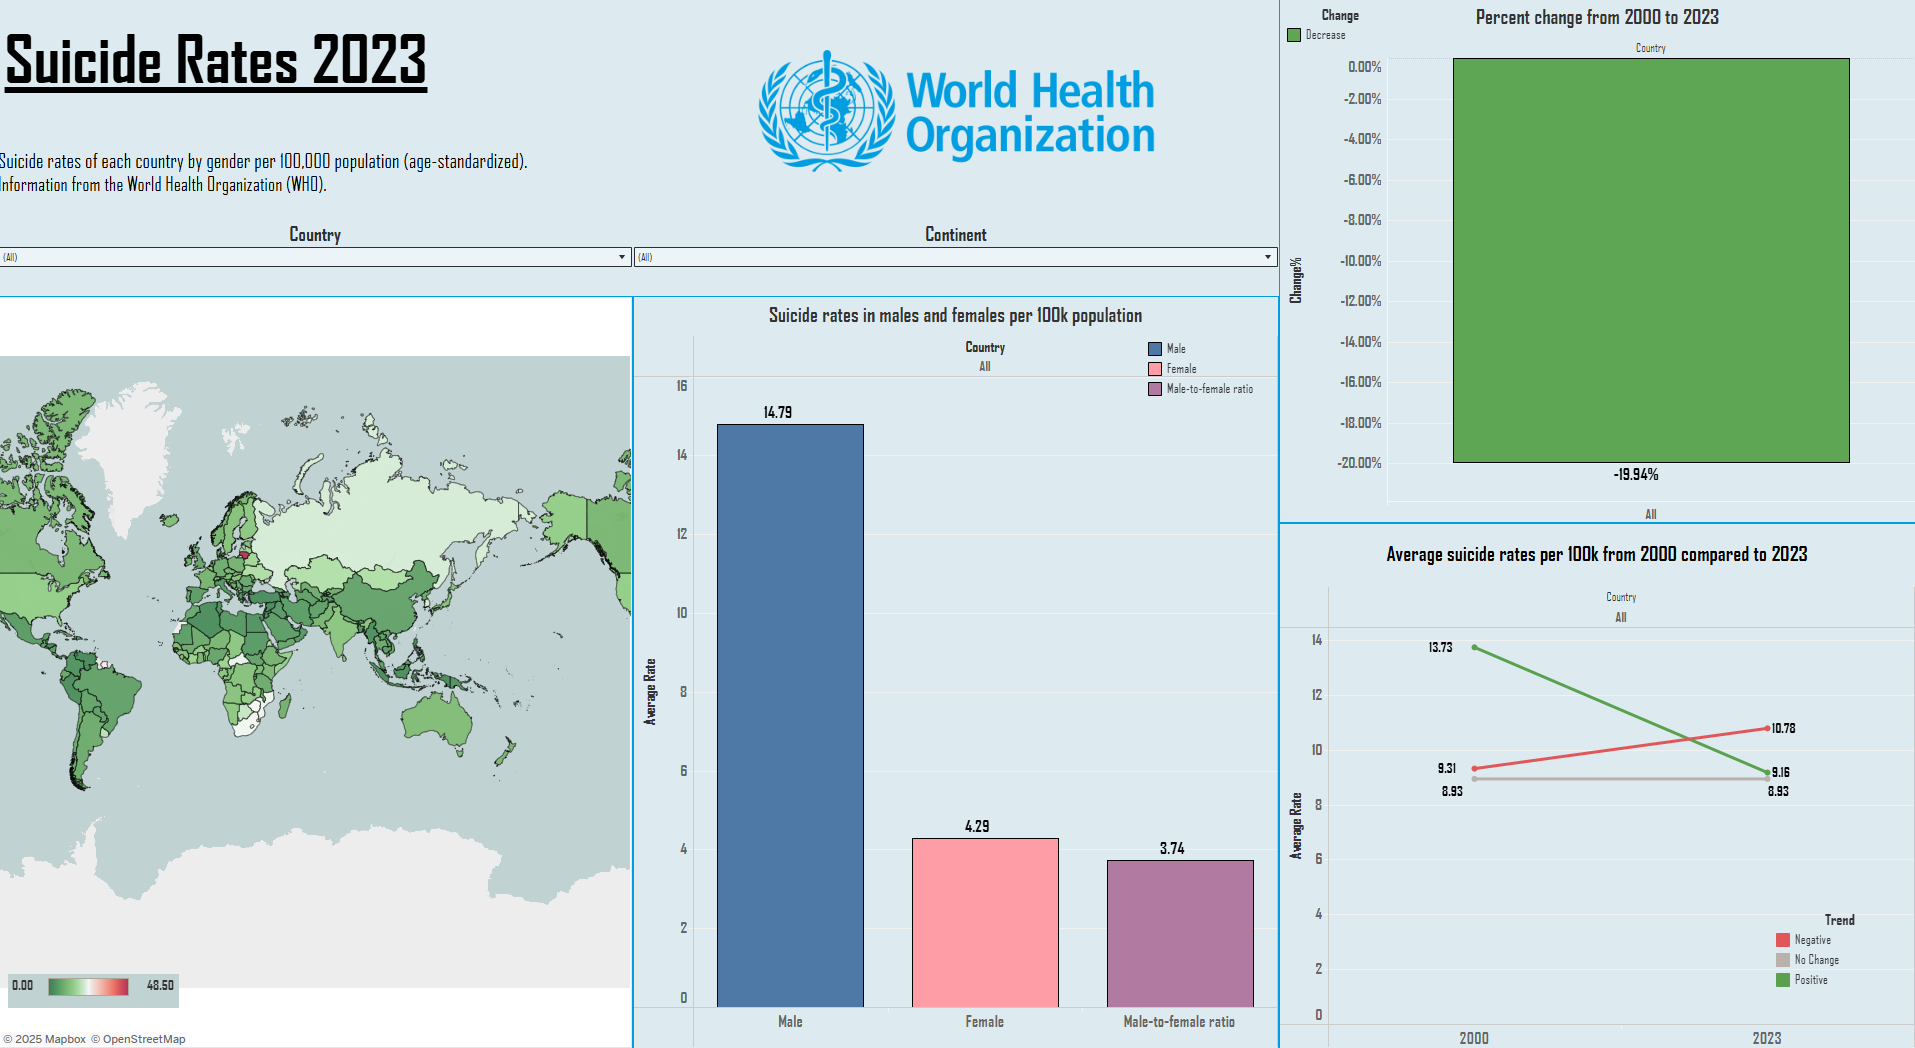 Suicide Rates 2023
World Health
Organization
Suicide rates of each country by gender per 100,000 population (age-standardized).
Information from the World Health Organization (WHO).
Country
(All)
Continent
(All)
0.00
48.50
© 2025 Mapbox © OpenStreetMap
Suicide rates in males and females per 100k population
Country
All
Male
Female
Male-to-female ratio
Average Rate
16
14
12
10
8
6
4
2
0
14.79
4.29
3.74
Male
Female
Male-to-female ratio
Change
Decrease
Percent change from 2000 to 2023
Country
Change%
0.00%
-2.00%
-4.00%
-6.00%
-8.00%
-10.00%
-12.00%
-14.00%
-16.00%
-18.00%
-20.00%
-19.94%
All
Average suicide rates per 100k from 2000 compared to 2023
Country
All
Average Rate
14
12
10
8
6
4
2
0
13.73
9.31
8.93
10.78
9.16
8.93
Trend
Negative
No Change
Positive
2000
2023